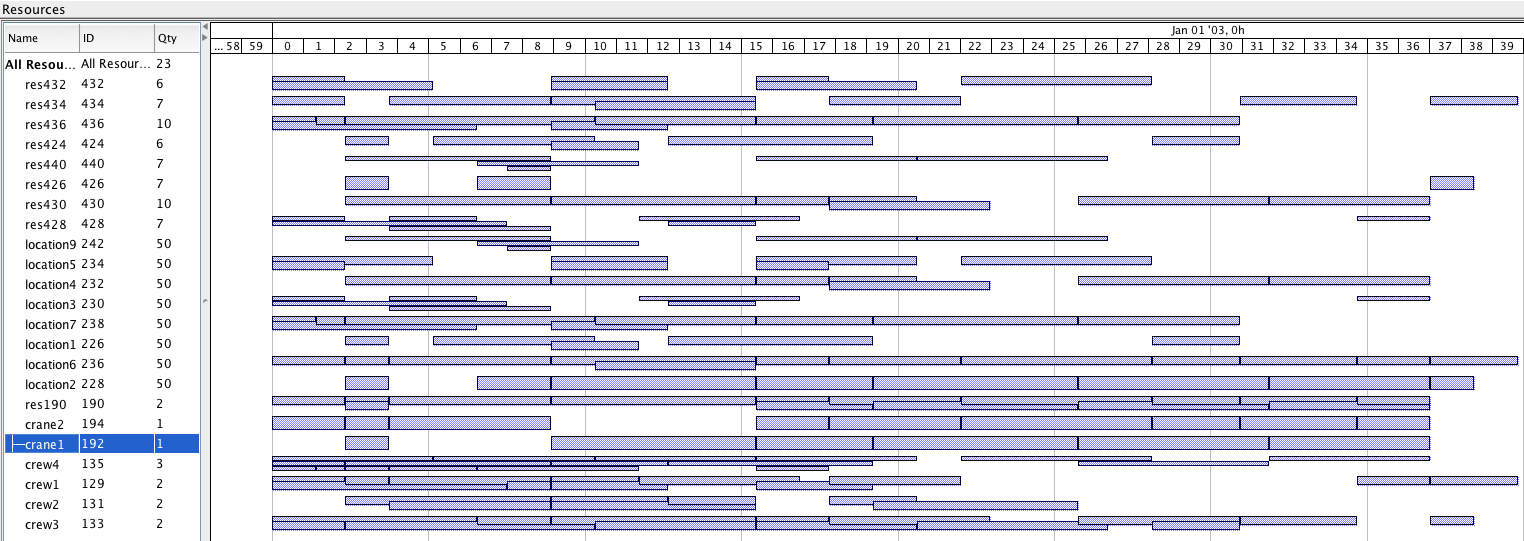 Resources
Jan 01 '03, 0h
Name ID Qty
... 58 59 0 1 2 3 4 5 6 7 8 9 10 11 12 13 14 15 16 17 18 19 20 21 22 23 24 25 26 27 28 29 30 31 32 33 34 35 36 37 38 39
All Resou... All Resour... 23
res432 432 6
res434 434 7
res436 436 10
res424 424 6
res440 440 7
res426 426 7
res430 430 10
res428 428 7
location9 242 50
location5 234 50
location4 232 50
location3 230 50
location7 238 50
location1 226 50
location6 236 50
location2 228 50
res190 190 2
crane2 194 1
crane1 192 1
crew4 135 3
crew1 129 2
crew2 131 2
crew3 133 2